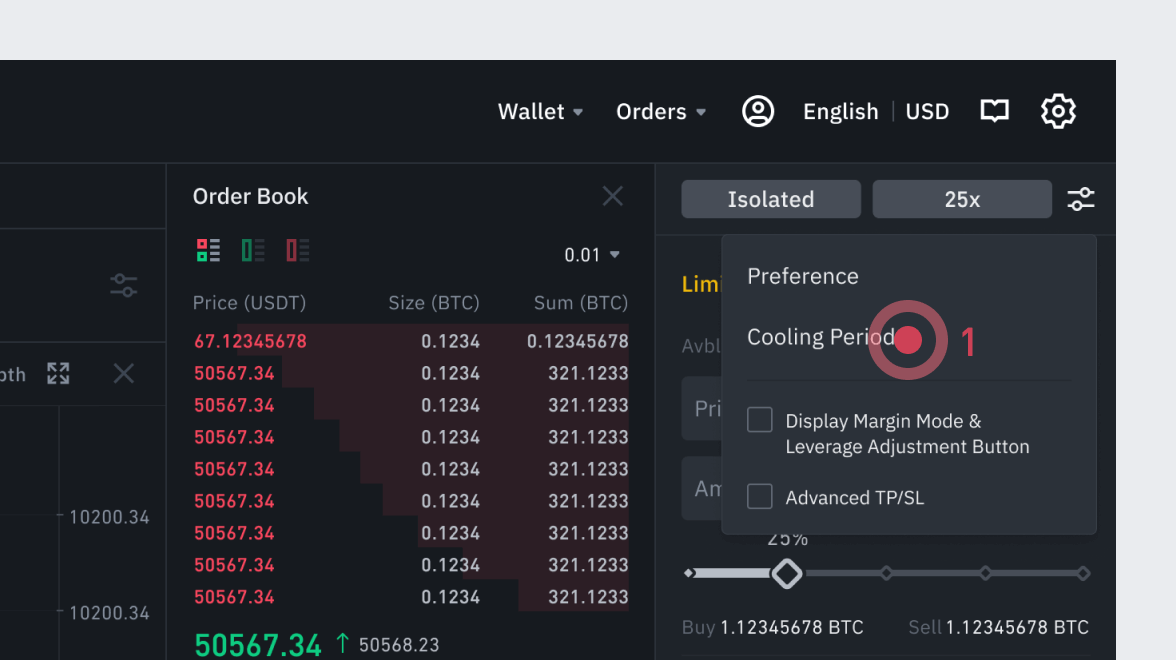 Wallet Orders English USD
Order Book
Isolated 25x
0.01
Preference
Cooling Period 1
Display Margin Mode &
Leverage Adjustment Button
Advanced TP/SL
Price (USDT) Size (BTC) Sum (BTC)
67.12345678 0.1234 0.12345678
50567.34 0.1234 321.1233
50567.34 0.1234 321.1233
50567.34 0.1234 321.1233
50567.34 0.1234 321.1233
50567.34 0.1234 321.1233
50567.34 0.1234 321.1233
50567.34 0.1234 321.1233
50567.34 0.1234 321.1233
50567.34 ↑ 50568.23
10200.34
10200.34
25%
Buy 1.12345678 BTC Sell 1.12345678 BTC